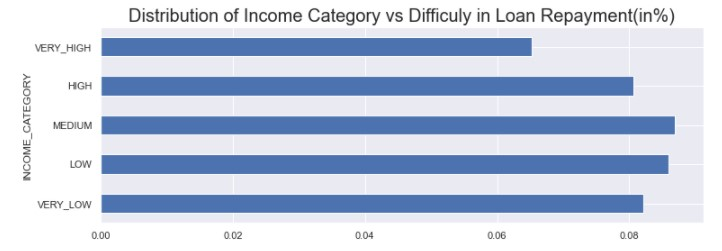 Distribution of Income Category vs Difficuly in Loan Repayment(in%)
INCOME_CATEGORY
VERY_HIGH
HIGH
MEDIUM
LOW
VERY_LOW
0.00 0.02 0.04 0.06 0.08